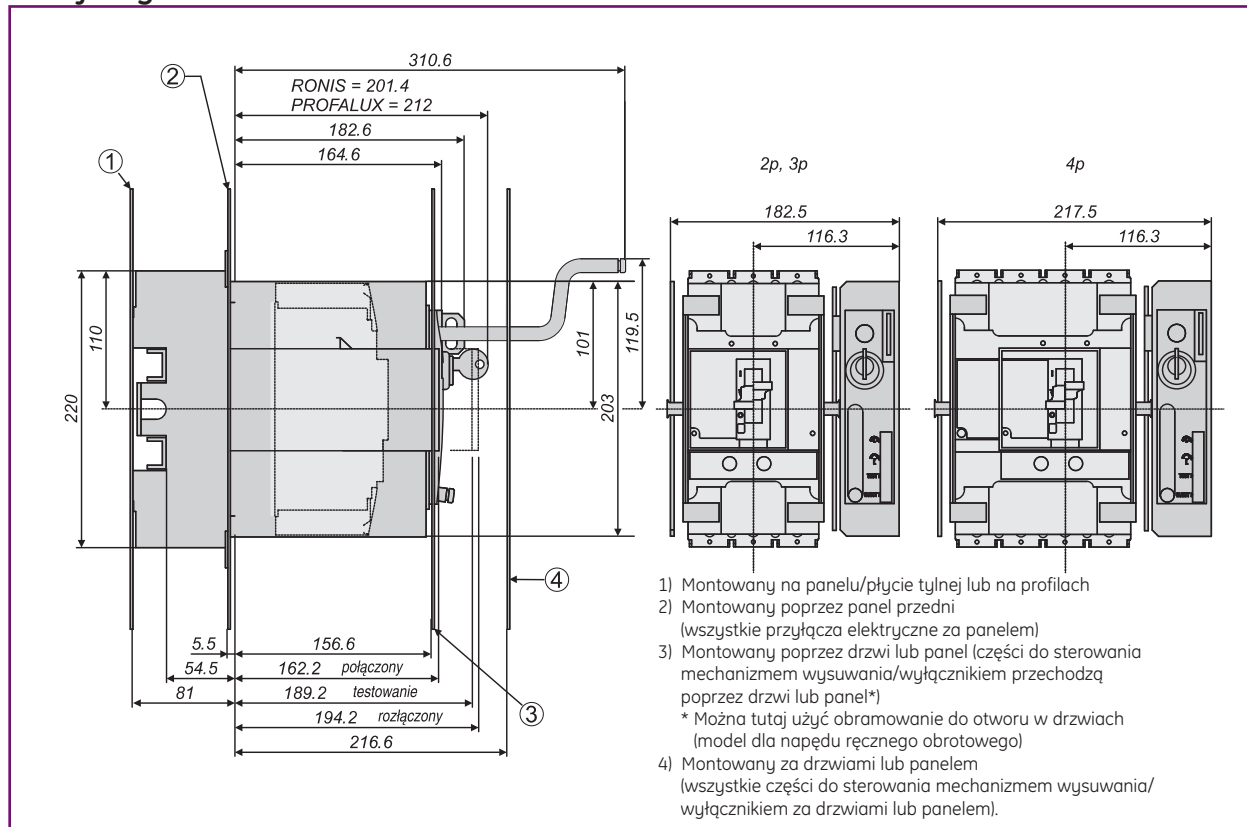 310.6
2
RONIS = 201.4
PROFALUX = 212
182.6
1
164.6
2p, 3p
4p
182.5
217.5
116.3
116.3
110
220
101
119.5
203
4
5.5
156.6
54.5
162.2 połączony
81
189.2 testowanie
194.2 rozłączony
3
216.6
1) Montowany na panelu/płycie tylnej lub na profilach
2) Montowany poprzez panel przedni
(wszystkie przyłącza elektryczne za panelem)
3) Montowany poprzez drzwi lub panel (części do sterowania
mechanizmem wysuwania/wyłącznikiem przechodzą
poprzez drzwi lub panel*)
* Można tutaj użyć obramowanie do otworu w drzwiach
(model dla napędu ręcznego obrotowego)
4) Montowany za drzwiami lub panelem
(wszystkie części do sterowania mechanizmem wysuwania/
wyłącznikiem za drzwiami lub panelem).